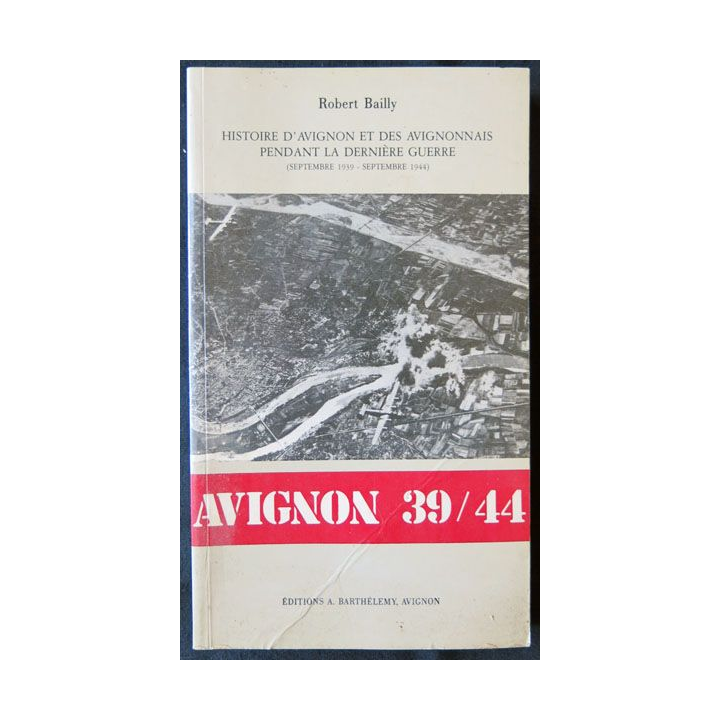 Robert Bailly
HISTOIRE D'AVIGNON ET DES AVIGNONNAIS
PENDANT LA DERNIÈRE GUERRE
(SEPTEMBRE 1939 - SEPTEMBRE 1944)
AVIGNON 39/44
ÉDITIONS A. BARTHÉLEMY, AVIGNON